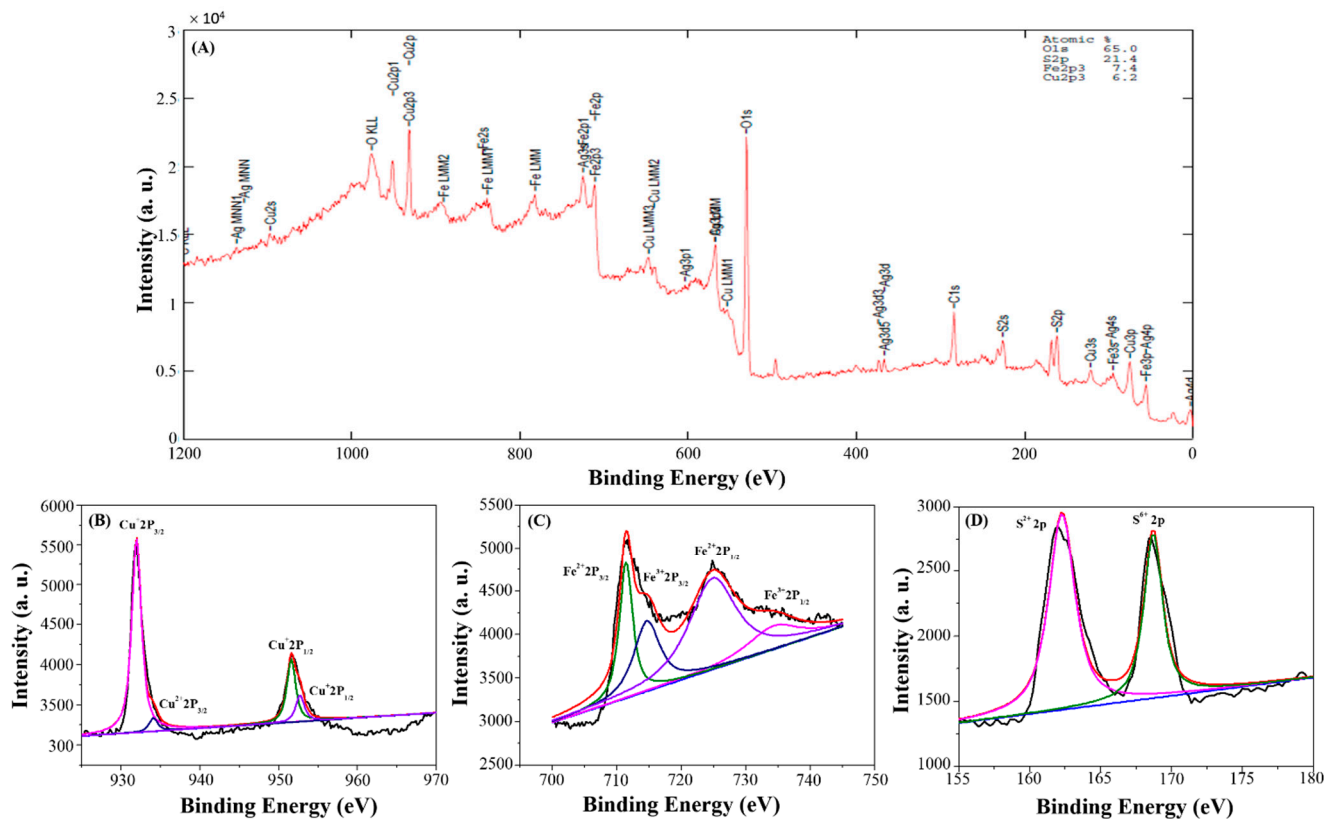 3
× 10⁴
(A)
Atomic %
O1s 65.0
S2p 21.4
Fe2p3 7.4
Cu2p3 6.2
2.5
2
1.5
1
0.5
0
Intensity (a. u.)
-Ag MNN1
-Ag MNN
-Cu2s
-O KLL
-Cu2p1
-Cu2p3
-Cu2p
-Fe LMM2
-Fe LMM1
-Fe2s
-Fe LMM
-Ag3s
-Fe2p1
-Fe2p3
-Fe2p
-Cu LMM3
-Cu LMM2
-Ag3p1
-Cu LMM1
-O1s
-Ag3d3
-Ag3d5
-Ag3d
-C1s
-S2s
-S2p
-Cu3s
-Fe3s
-Ag4s
-Cu3p
-Fe3p
-Ag4p
-Ag4d
1200 1000 800 600 400 200 0
Binding Energy (eV)
(B)
6000
5500
5000
4500
4000
3500
300
Intensity (a. u.)
Cu⁺2P3/2
Cu²⁺2P3/2
Cu⁺2P1/2
Cu⁺2P1/2
930 940 950 960 970
Binding Energy (eV)
(C)
5500
5000
4500
4000
3500
3000
2500
Intensity (a. u.)
Fe²⁺2P3/2
Fe³⁺2P3/2
Fe²⁺2P1/2
Fe³⁺2P1/2
700 710 720 730 740 750
Binding Energy (eV)
(D)
3000
2500
2000
1500
1000
Intensity (a. u.)
S²⁺ 2p
S⁶⁺ 2p
155 160 165 170 175 180
Binding Energy (eV)